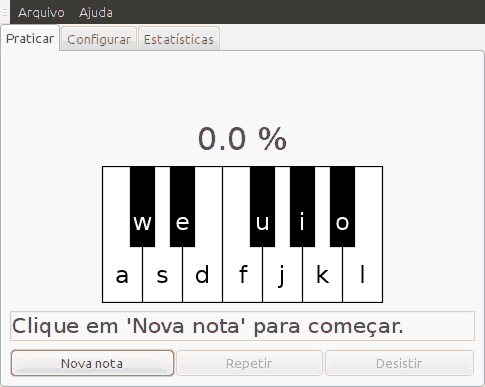 Arquivo Ajuda
Praticar Configurar Estatísticas
0.0 %
w e u i o
a s d f j k l
Clique em 'Nova nota' para começar.
Nova nota Repetir Desistir